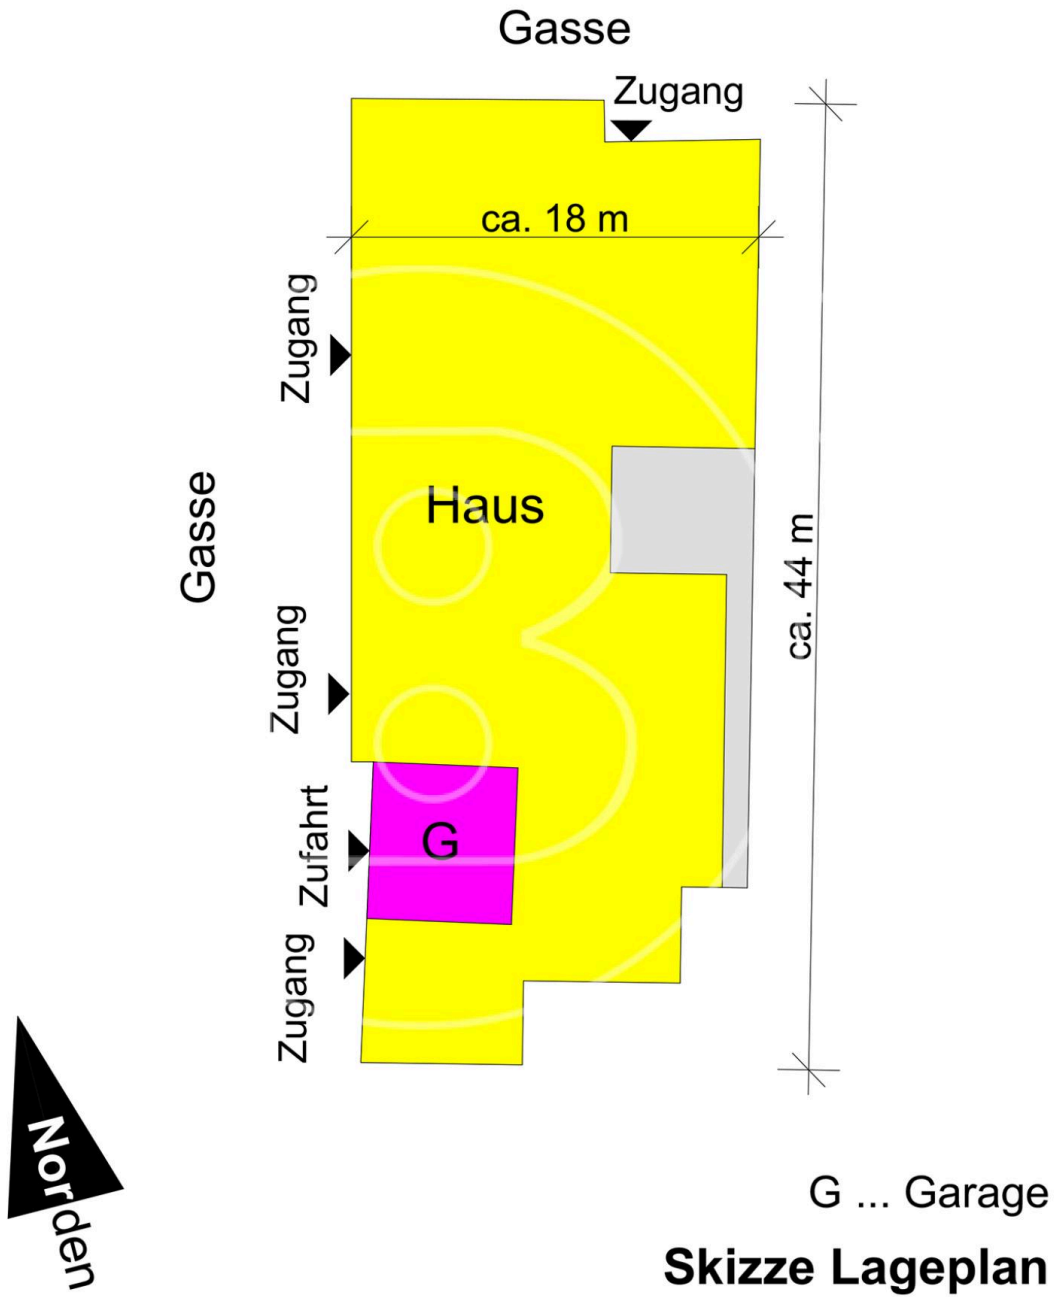 Gasse
Zugang
ca. 18 m
Zugang
Haus
Gasse
ca. 44 m
Zugang
Zufahrt
G
Zugang
Norden
G ... Garage
Skizze Lageplan